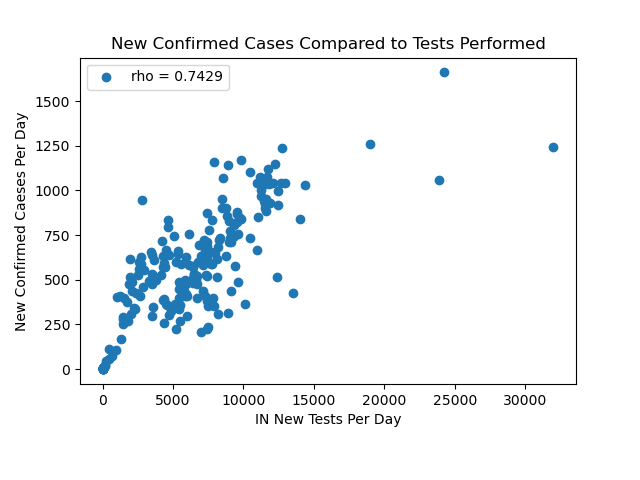 New Confirmed Cases Compared to Tests Performed
rho = 0.7429
New Confirmed Caeses Per Day
1500
1250
1000
750
500
250
0
0 5000 10000 15000 20000 25000 30000
IN New Tests Per Day